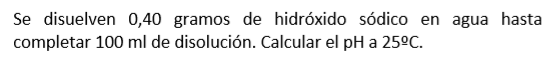 Se disuelven 0,40 gramos de hidróxido sódico en agua hasta
completar 100 ml de disolución. Calcular el pH a 25ºC.